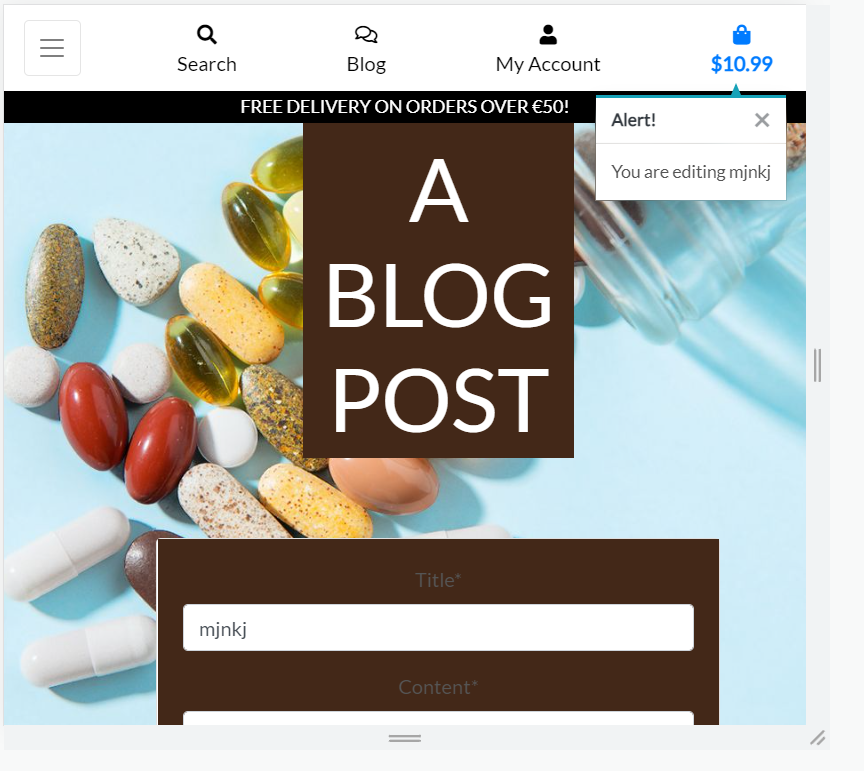 Search
Blog
My Account
$10.99
FREE DELIVERY ON ORDERS OVER €50!
Alert!
×
You are editing mjnkj
A
BLOG
POST
Title*
mjnkj
Content*